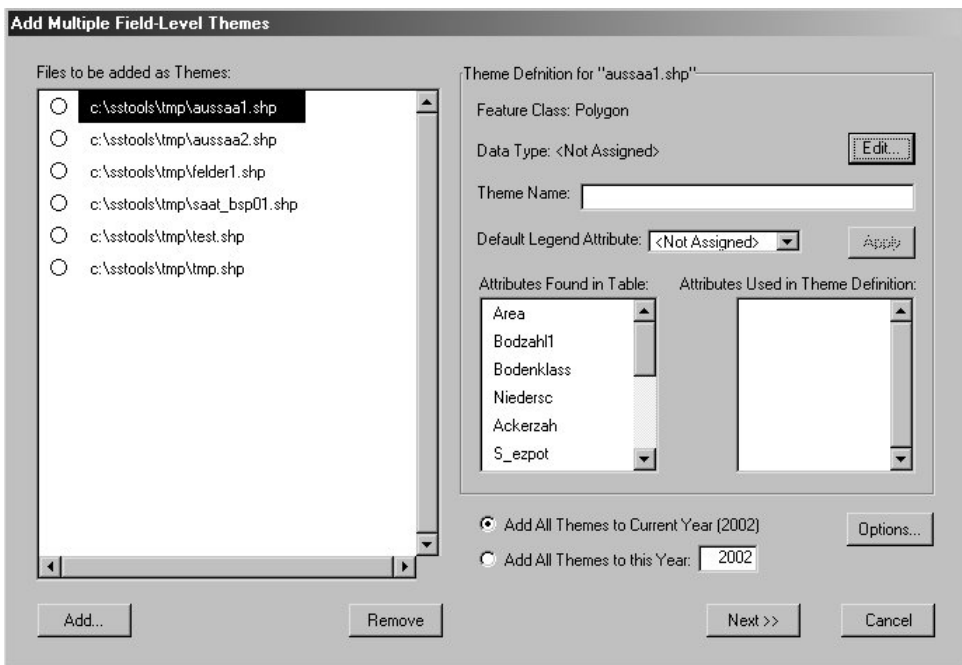 Add Multiple Field-Level Themes
Files to be added as Themes:
c:\sstools\tmp\aussaa1.shp
c:\sstools\tmp\aussaa2.shp
c:\sstools\tmp\felder1.shp
c:\sstools\tmp\saat_bsp01.shp
c:\sstools\tmp\test.shp
c:\sstools\tmp\tmp.shp
Add...
Remove
Theme Defnition for "aussaa1.shp"
Feature Class: Polygon
Data Type: <Not Assigned>
Edit...
Theme Name:
Default Legend Attribute: <Not Assigned>
Apply
Attributes Found in Table:
Area
Bodzahl1
Bodenklass
Niedersc
Ackerzah
S_ezpot
Attributes Used in Theme Definition:
Add All Themes to Current Year (2002)
Add All Themes to this Year: 2002
Options...
Next >>
Cancel